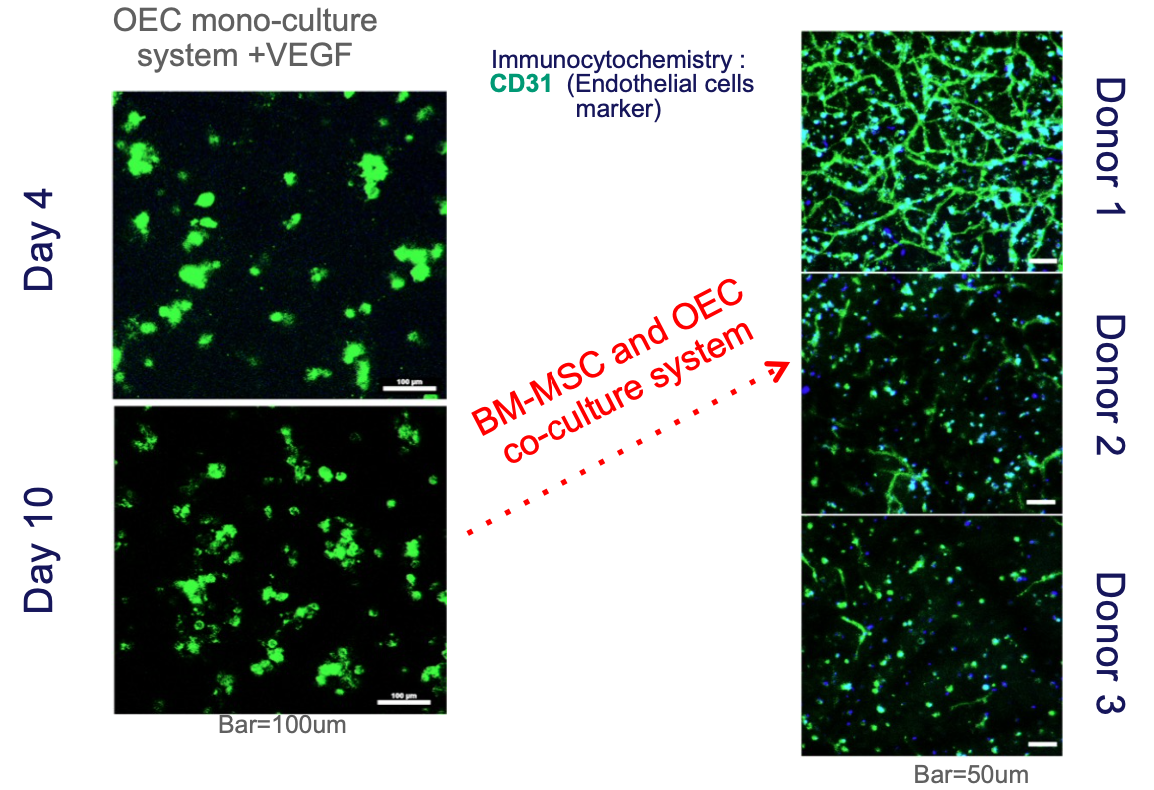 OEC mono-culture
system +VEGF
Immunocytochemistry :
CD31 (Endothelial cells
marker)
Day 4
100 µm
Day 10
100 µm
Bar=100um
BM-MSC and OEC
co-culture system
Donor 1
Donor 2
Donor 3
Bar=50um